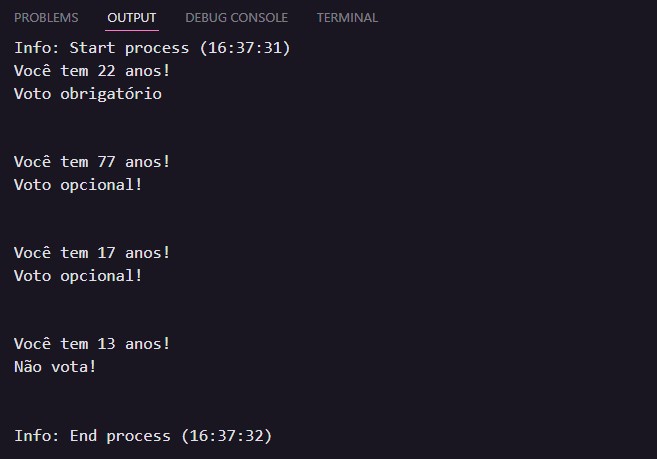 PROBLEMS OUTPUT DEBUG CONSOLE TERMINAL
Info: Start process (16:37:31)
Você tem 22 anos!
Voto obrigatório
Você tem 77 anos!
Voto opcional!
Você tem 17 anos!
Voto opcional!
Você tem 13 anos!
Não vota!
Info: End process (16:37:32)